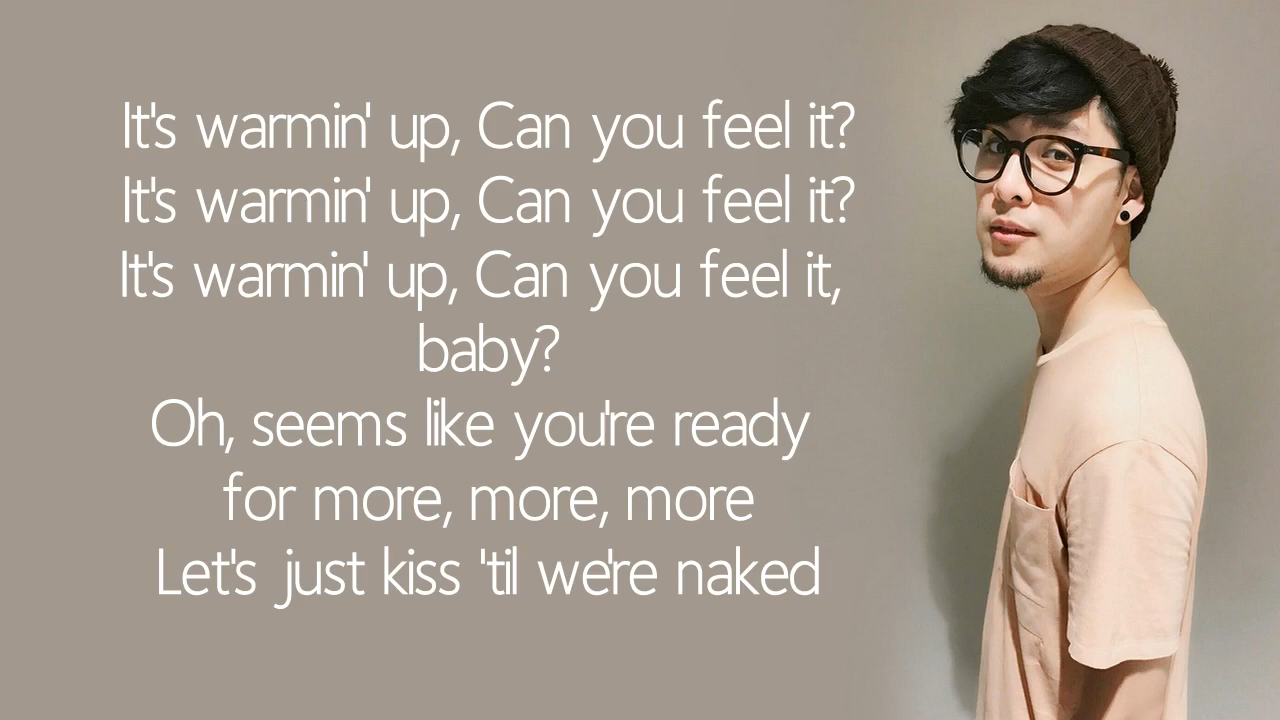 It's warmin' up, Can you feel it?
It's warmin' up, Can you feel it?
It's warmin' up, Can you feel it,
baby?
Oh, seems like you're ready
for more, more, more
Let's just kiss 'til we're naked